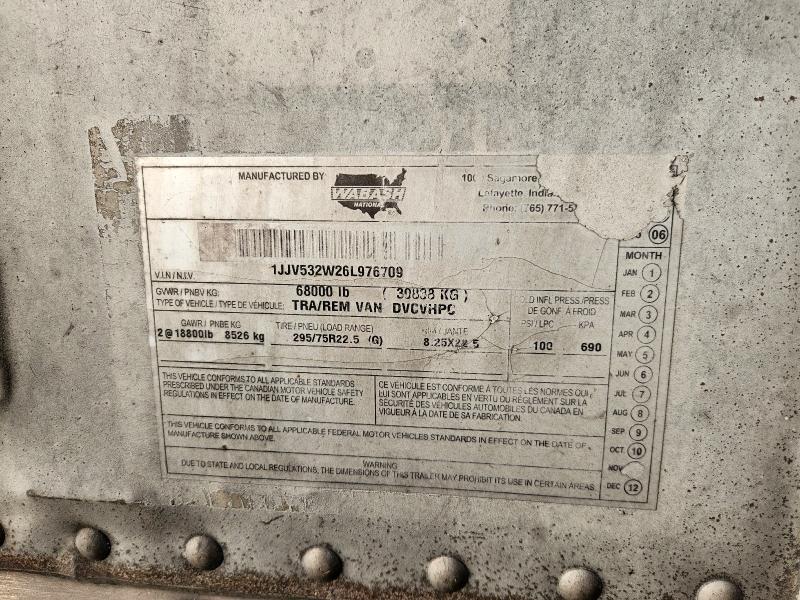 MANUFACTURED BY
WABASH
NATIONAL
Sagamore
Lafayette, India
Phone: (765) 771-5
06
1JJV532W26L976709
V.I.N / N.I.V.
GVWR / PNBV KG: 68000 lb ( 30838 KG )
TYPE OF VEHICLE / TYPE DE VÉHICULE: TRA/REM VAN DVCVHPC
GAWR / PNBE KG
2 @ 18800lb 8526 kg
TIRE / PNEU (LOAD RANGE)
295/75R22.5 (G)
RIM / JANTE
8.25X22.5
D INFL PRESS./PRESS
DE GONF. À FROID
PSI / LPC KPA
100 690
THIS VEHICLE CONFORMS TO ALL APPLICABLE STANDARDS
PRESCRIBED UNDER THE CANADIAN MOTOR VEHICLE SAFETY
REGULATIONS IN EFFECT ON THE DATE OF MANUFACTURE.
CE VÉHICULE EST CONFORME À TOUTES LES NORMES QUI
LUI SONT APPLICABLES EN VERTU DU RÈGLEMENT SUR LA
SÉCURITÉ DES VÉHICULES AUTOMOBILES DU CANADA EN
VIGUEUR À LA DATE DE SA FABRICATION.
THIS VEHICLE CONFORMS TO ALL APPLICABLE FEDERAL MOTOR VEHICLES STANDARDS IN EFFECT ON THE DATE OF
MANUFACTURE SHOWN ABOVE.
WARNING
DUE TO STATE AND LOCAL REGULATIONS, THE DIMENSIONS OF THIS TRAILER MAY PROHIBIT ITS USE IN CERTAIN AREAS.
MONTH
JAN 1
FEB 2
MAR 3
APR 4
MAY 5
JUN 6
JUL 7
AUG 8
SEP 9
OCT 10
NOV
DEC 12